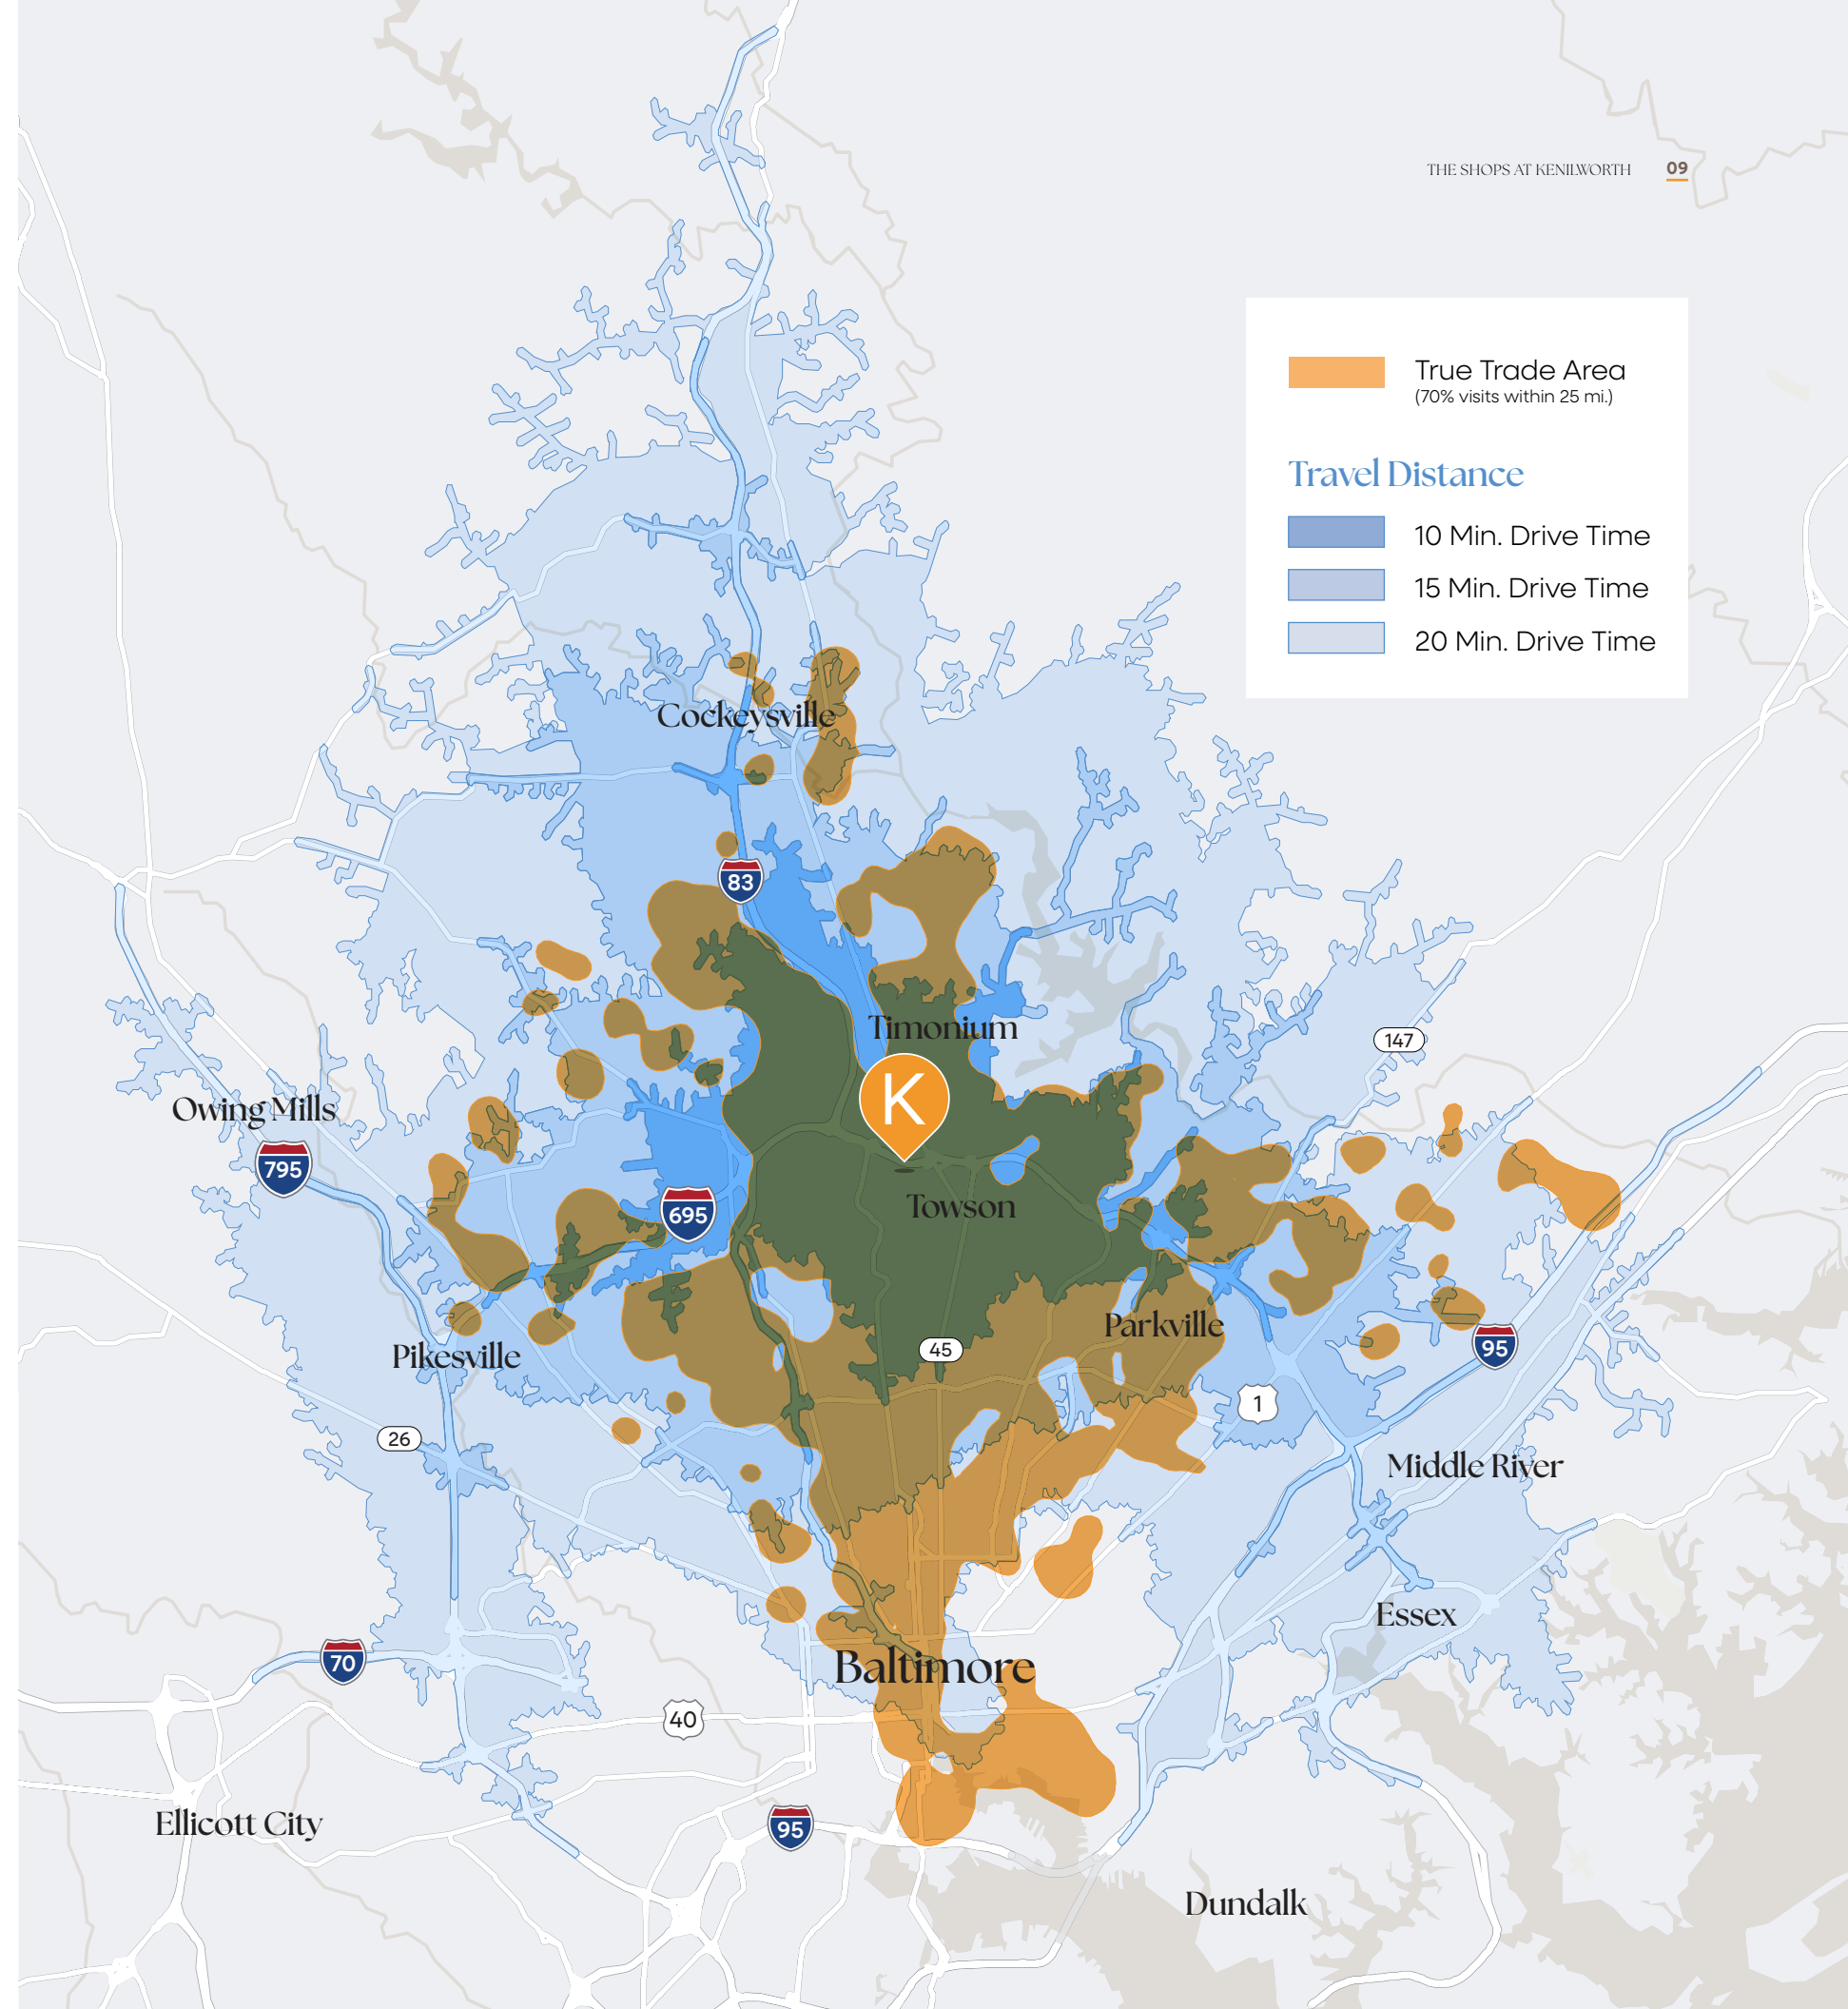 THE SHOPS AT KENILWORTH 09
True Trade Area
(70% visits within 25 mi.)
Travel Distance
10 Min. Drive Time
15 Min. Drive Time
20 Min. Drive Time
Cockeysville
83
Timonium
147
K
Owing Mills
795
695
Towson
Parkville
45
95
Pikesville
1
26
Middle River
Essex
70
Baltimore
40
Ellicott City
95
Dundalk